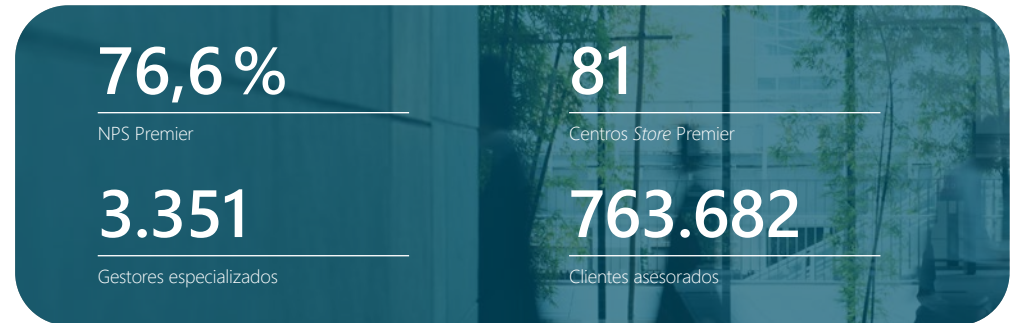 76,6 %
NPS Premier
81
Centros Store Premier
3.351
Gestores especializados
763.682
Clientes asesorados